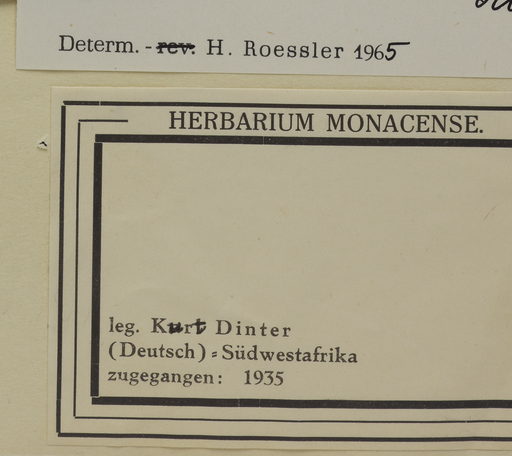 Determ. - rev. H. Roessler 1965
HERBARIUM MONACENSE.
leg. Kurt Dinter
(Deutsch) = Südwestafrika
zugegangen: 1935